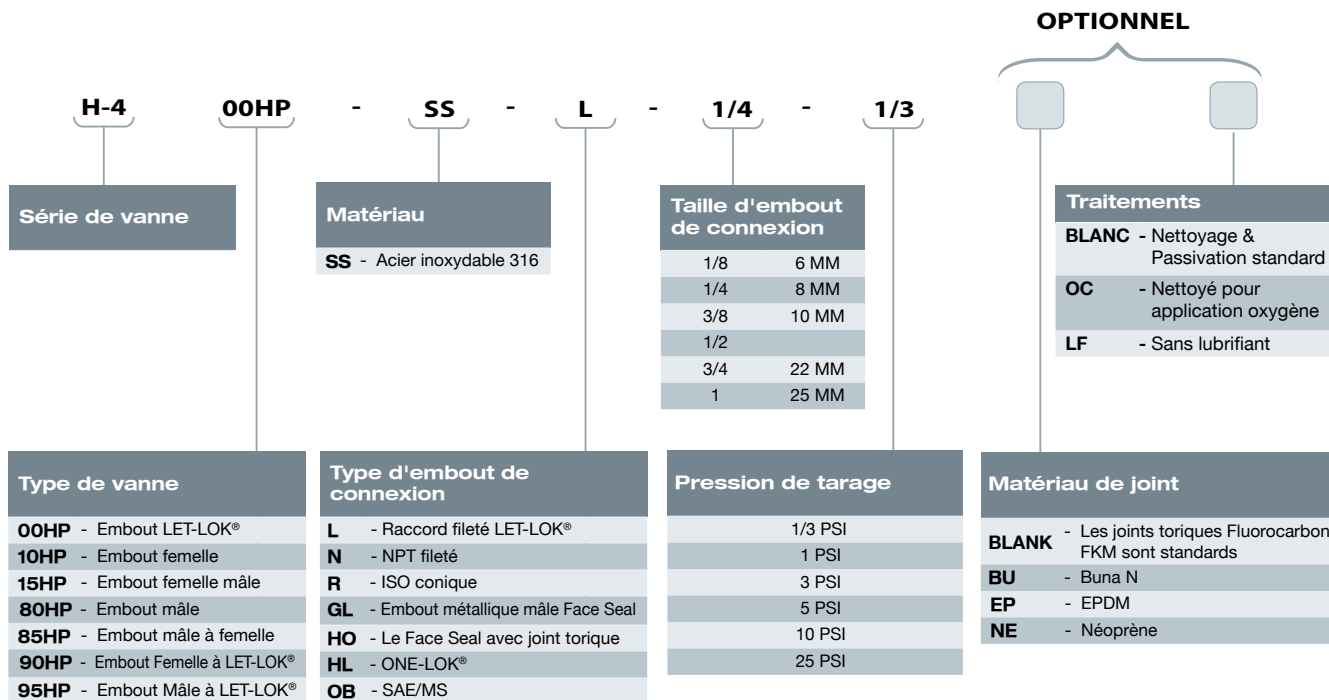 OPTIONNEL
H-4 00HP - SS - L - 1/4 - 1/3
Série de vanne
Matériau
SS - Acier inoxydable 316
Taille d'embout
de connexion
1/8 6 MM
1/4 8 MM
3/8 10 MM
1/2
3/4 22 MM
1 25 MM
Traitements
BLANC - Nettoyage &
Passivation standard
OC - Nettoyé pour
application oxygène
LF - Sans lubrifiant
Type de vanne
00HP - Embout LET-LOK®
10HP - Embout femelle
15HP - Embout femelle mâle
80HP - Embout mâle
85HP - Embout mâle à femelle
90HP - Embout Femelle à LET-LOK®
95HP - Embout Mâle à LET-LOK®
Type d'embout de
connexion
L - Raccord fileté LET-LOK®
N - NPT fileté
R - ISO conique
GL - Embout métallique mâle Face Seal
HO - Le Face Seal avec joint torique
HL - ONE-LOK®
OB - SAE/MS
Pression de tarage
1/3 PSI
1 PSI
3 PSI
5 PSI
10 PSI
25 PSI
Matériau de joint
BLANK - Les joints toriques Fluorocarbon
FKM sont standards
BU - Buna N
EP - EPDM
NE - Néoprène